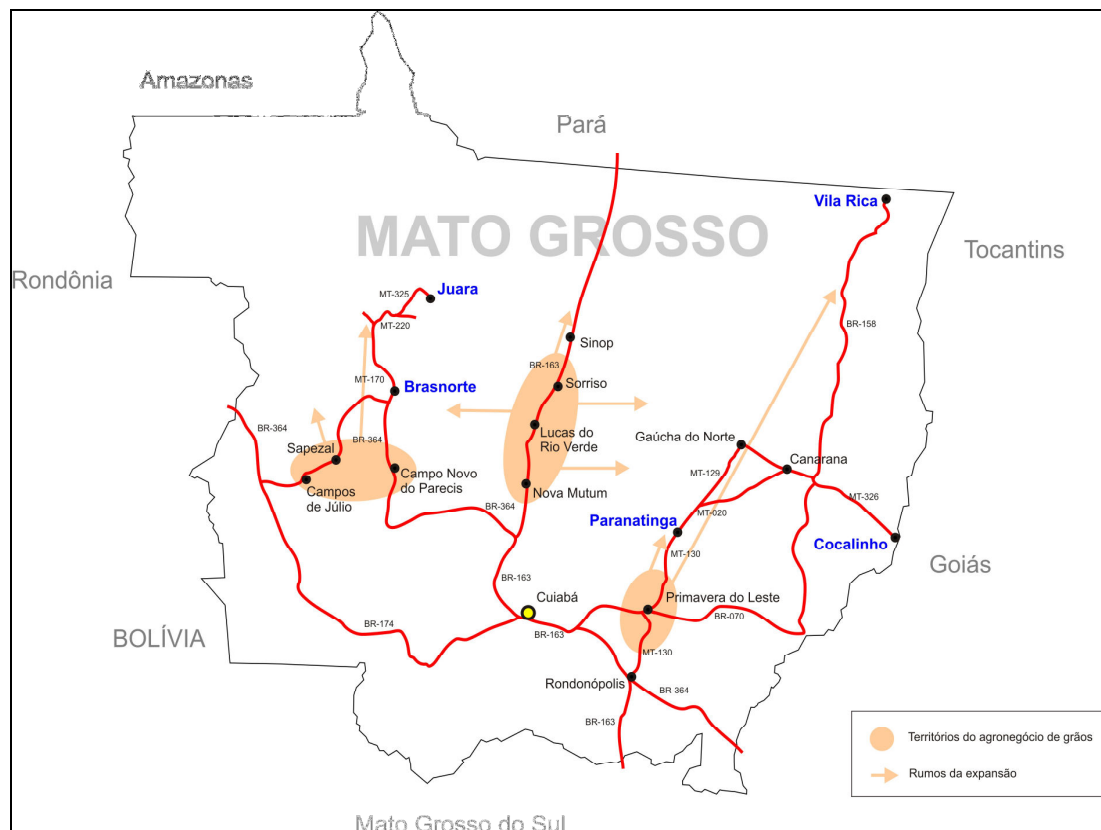 Amazonas
Pará
Vila Rica
MATO GROSSO
Tocantins
Rondônia
Juara
MT-325
MT-220
BR-158
Sinop
BR-163
Sorriso
MT-170
Brasnorte
BR-364
Lucas do
Rio Verde
Gaúcha do Norte
BR-364
Sapezal
Canarana
Campo Novo
do Parecis
MT-129
Campos
de Júlio
Nova Mutum
MT-326
BR-364
MT-020
Paranatinga
Cocalinho
MT-130
Goiás
BR-163
Cuiabá
Primavera do Leste
BR-070
BR-174
BR-163
BOLÍVIA
MT-130
Rondonópolis
BR-364
BR-163
Territórios do agronegócio de grãos
Rumos da expansão
Mato Grosso do Sul